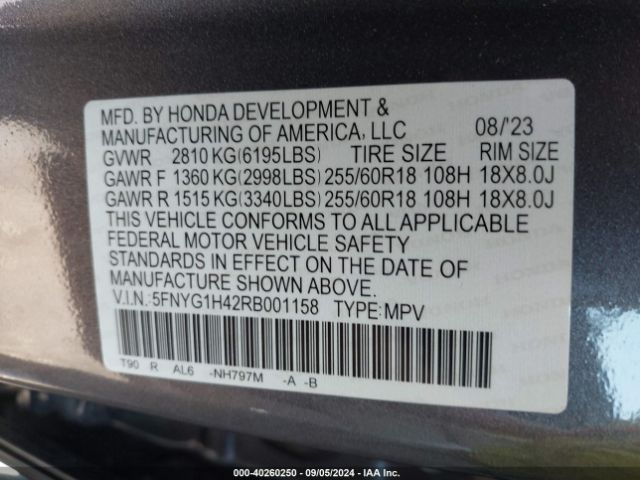 MFD. BY HONDA DEVELOPMENT &
MANUFACTURING OF AMERICA, LLC 08/'23
GVWR 2810 KG(6195LBS) TIRE SIZE RIM SIZE
GAWR F 1360 KG(2998LBS) 255/60R18 108H 18X8.0J
GAWR R 1515 KG(3340LBS) 255/60R18 108H 18X8.0J
THIS VEHICLE CONFORMS TO ALL APPLICABLE
FEDERAL MOTOR VEHICLE SAFETY
STANDARDS IN EFFECT ON THE DATE OF
MANUFACTURE SHOWN ABOVE.
V.I.N.:5FNYG1H42RB001158 TYPE:MPV
T90 R AL6 -NH797M -A -B
000-40260250 - 09/05/2024 - IAA Inc.